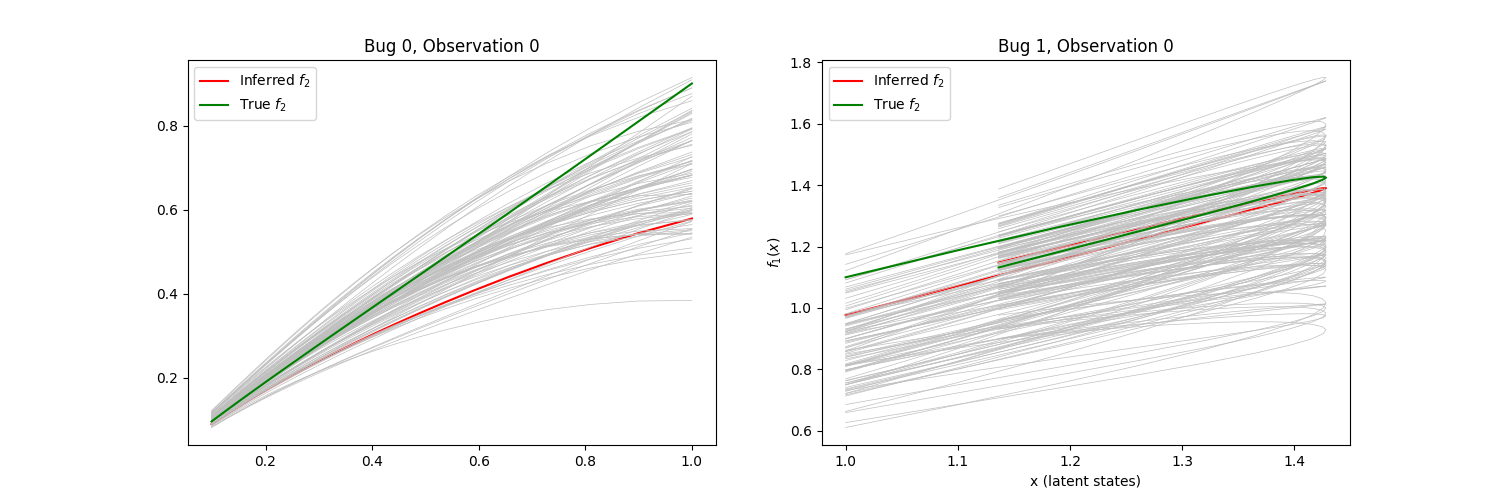 Bug 0, Observation 0
Inferred f₂
True f₂
0.8
0.6
0.4
0.2
0.2 0.4 0.6 0.8 1.0
Bug 1, Observation 0
Inferred f₂
True f₂
f₁(x)
1.8
1.6
1.4
1.2
1.0
0.8
0.6
1.0 1.1 1.2 1.3 1.4
x (latent states)